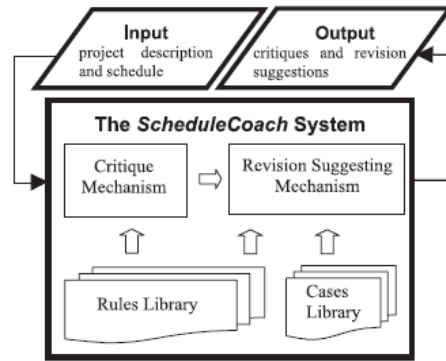 Input
project description
and schedule
Output
critiques and revision
suggestions
The ScheduleCoach System
Critique
Mechanism
Revision Suggesting
Mechanism
Rules Library
Cases
Library